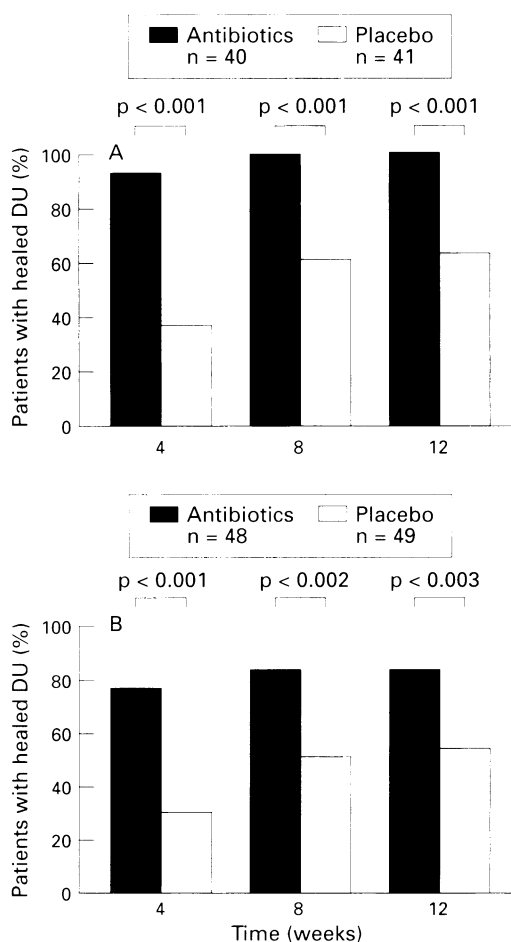 Antibiotics Placebo
n = 40 n = 41
p < 0.001 p < 0.001 p < 0.001
A
Patients with healed DU (%)
100
80
60
40
20
0
4 8 12
Antibiotics Placebo
n = 48 n = 49
p < 0.001 p < 0.002 p < 0.003
B
Patients with healed DU (%)
100
80
60
40
20
0
4 8 12
Time (weeks)